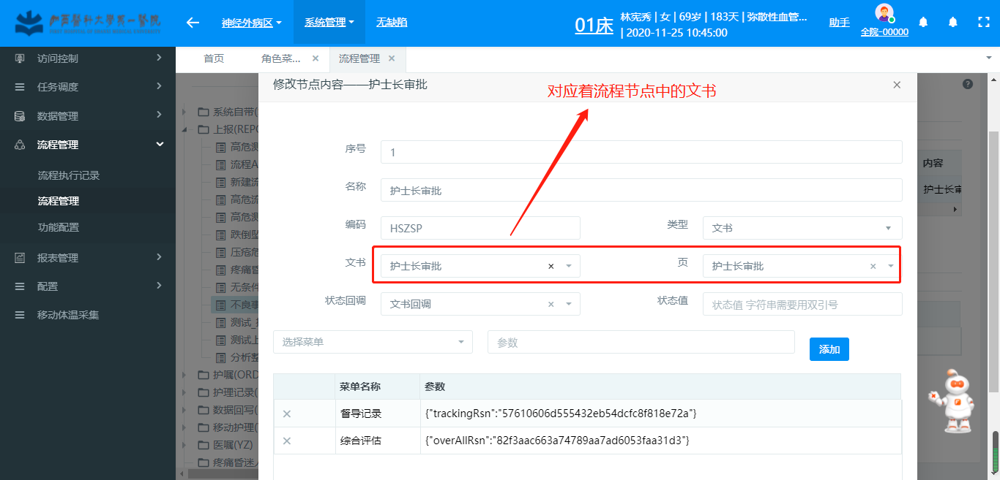 广西医科大学第一医院
神经外病区
系统管理
无缺陷
01床
林宪秀 | 女 | 69岁 | 183天 | 弥散性血管...
| 2020-11-25 10:45:00
助手
全院-00000
访问控制
任务调度
数据管理
流程管理
流程执行记录
流程管理
功能配置
报表管理
配置
移动体温采集
首页
角色菜...
流程管理
系统自带(
上报(REPO
高危测
流程A
新建流
高危流
高危测
跌倒坠
压疮危
疼痛昏
无条件
不良事
测试_
测试上
分析整
护嘱(ORD
护理记录(
数据回写(
移动护理(
医嘱(YZ)
疼痛昏迷
修改节点内容——护士长审批
对应着流程节点中的文书
序号
1
名称
护士长审批
编码
HSZSP
类型
文书
文书
护士长审批
页
护士长审批
状态回调
文书回调
状态值
状态值 字符串需要用双引号
选择菜单
参数
添加
菜单名称
参数
督导记录
{"trackingRsn":"57610606d555432eb54dcfc8f818e72a"}
综合评估
{"overAllRsn":"82f3aac663a74789aa7ad6053faa31d3"}
内容
护士长审